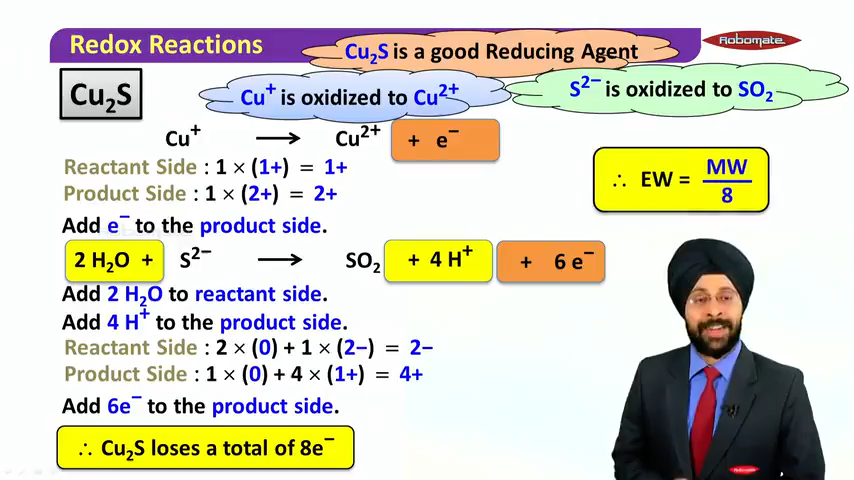 Redox Reactions
Cu₂S is a good Reducing Agent
Robomate
Cu₂S
Cu⁺ is oxidized to Cu²⁺
S²⁻ is oxidized to SO₂
Cu⁺ ⟶ Cu²⁺ + e⁻
Reactant Side : 1 × (1+) = 1+
Product Side : 1 × (2+) = 2+
∴ EW = MW/8
Add e⁻ to the product side.
2 H₂O + S²⁻ ⟶ SO₂ + 4 H⁺ + 6 e⁻
Add 2 H₂O to reactant side.
Add 4 H⁺ to the product side.
Reactant Side : 2 × (0) + 1 × (2−) = 2−
Product Side : 1 × (0) + 4 × (1+) = 4+
Add 6e⁻ to the product side.
∴ Cu₂S loses a total of 8e⁻
Robomate